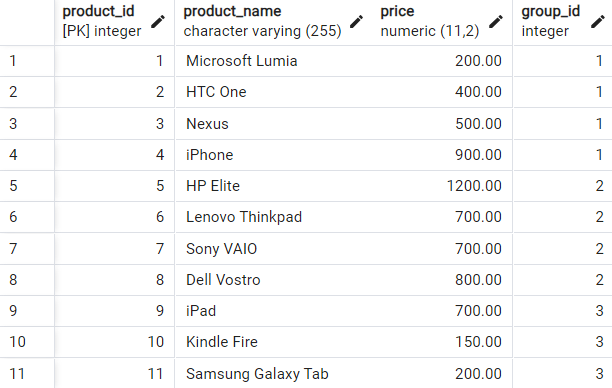 product_id product_name price group_id
[PK] integer character varying (255) numeric (11,2) integer
1 1 Microsoft Lumia 200.00 1
2 2 HTC One 400.00 1
3 3 Nexus 500.00 1
4 4 iPhone 900.00 1
5 5 HP Elite 1200.00 2
6 6 Lenovo Thinkpad 700.00 2
7 7 Sony VAIO 700.00 2
8 8 Dell Vostro 800.00 2
9 9 iPad 700.00 3
10 10 Kindle Fire 150.00 3
11 11 Samsung Galaxy Tab 200.00 3